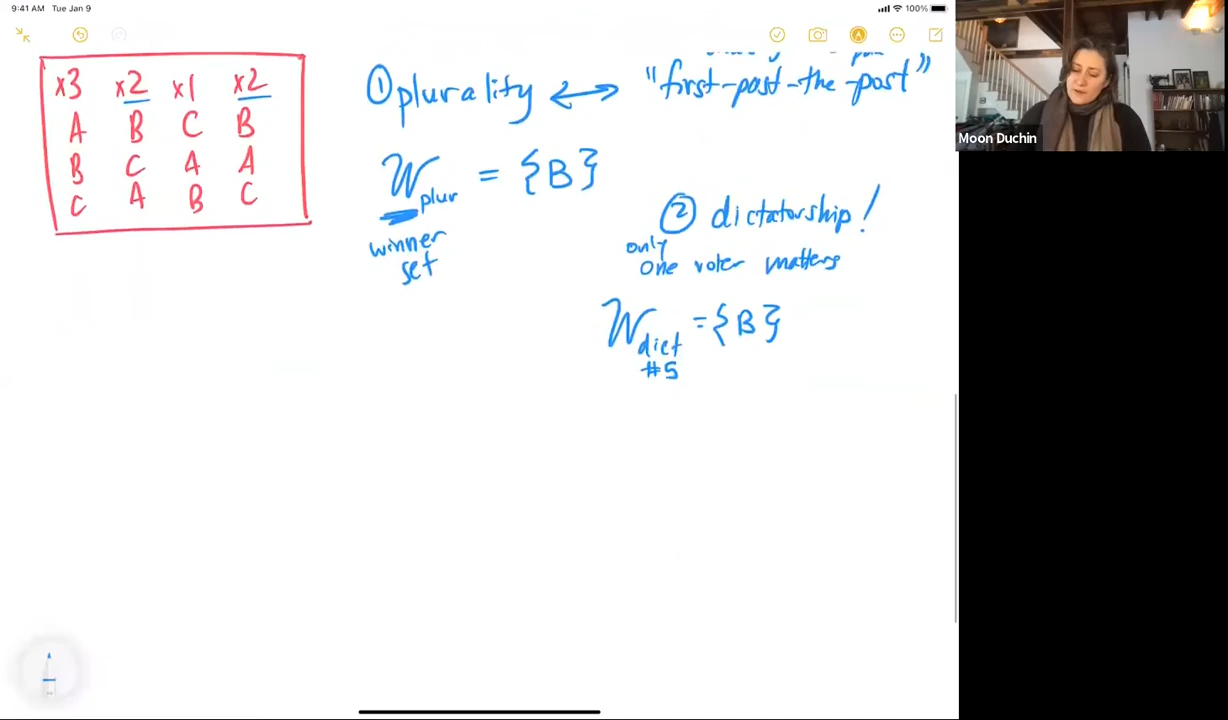 9:41 AM Tue Jan 9
100%
x3 x2 x1 x2
A B C B
B C A A
C A B C
① plurality ↔ "first-past-the-post"
W plur = {B}
winner
set
② dictatorship!
only
one voter matters
W dict = {B}
#5
Moon Duchin